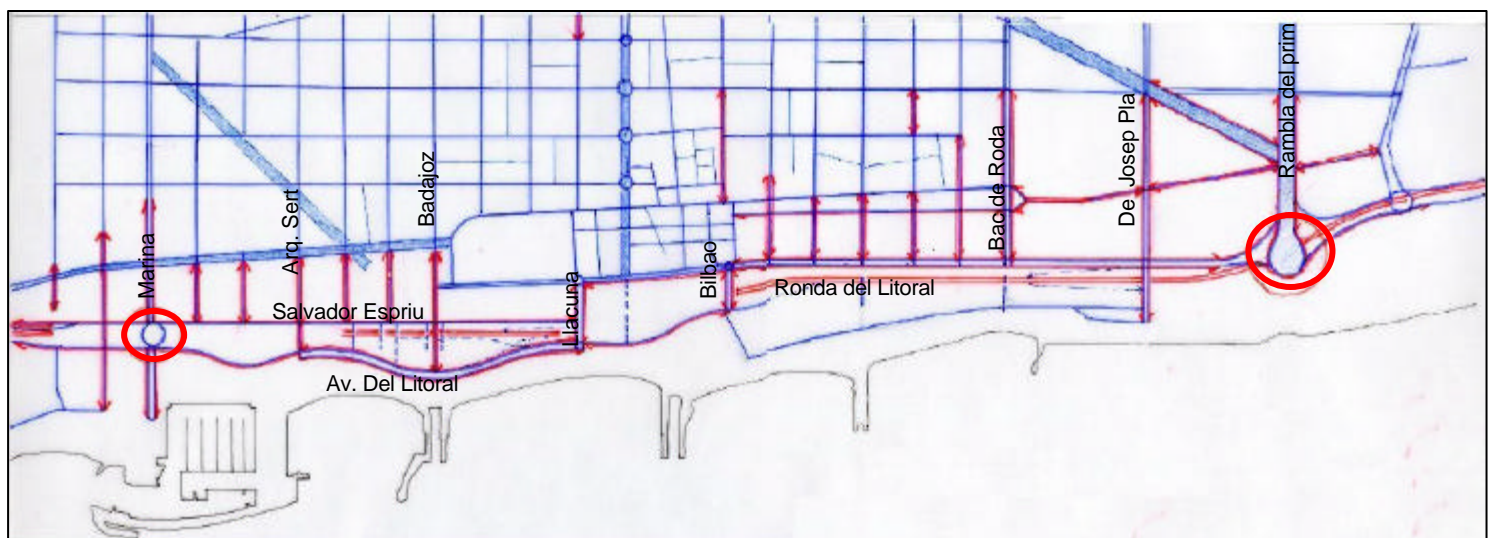 Marina
Arq. Sert
Badajoz
Salvador Espriu
Av. Del Litoral
Llacuna
Bilbao
Ronda del Litoral
Bac de Roda
De Josep Pla
Rambla del prim